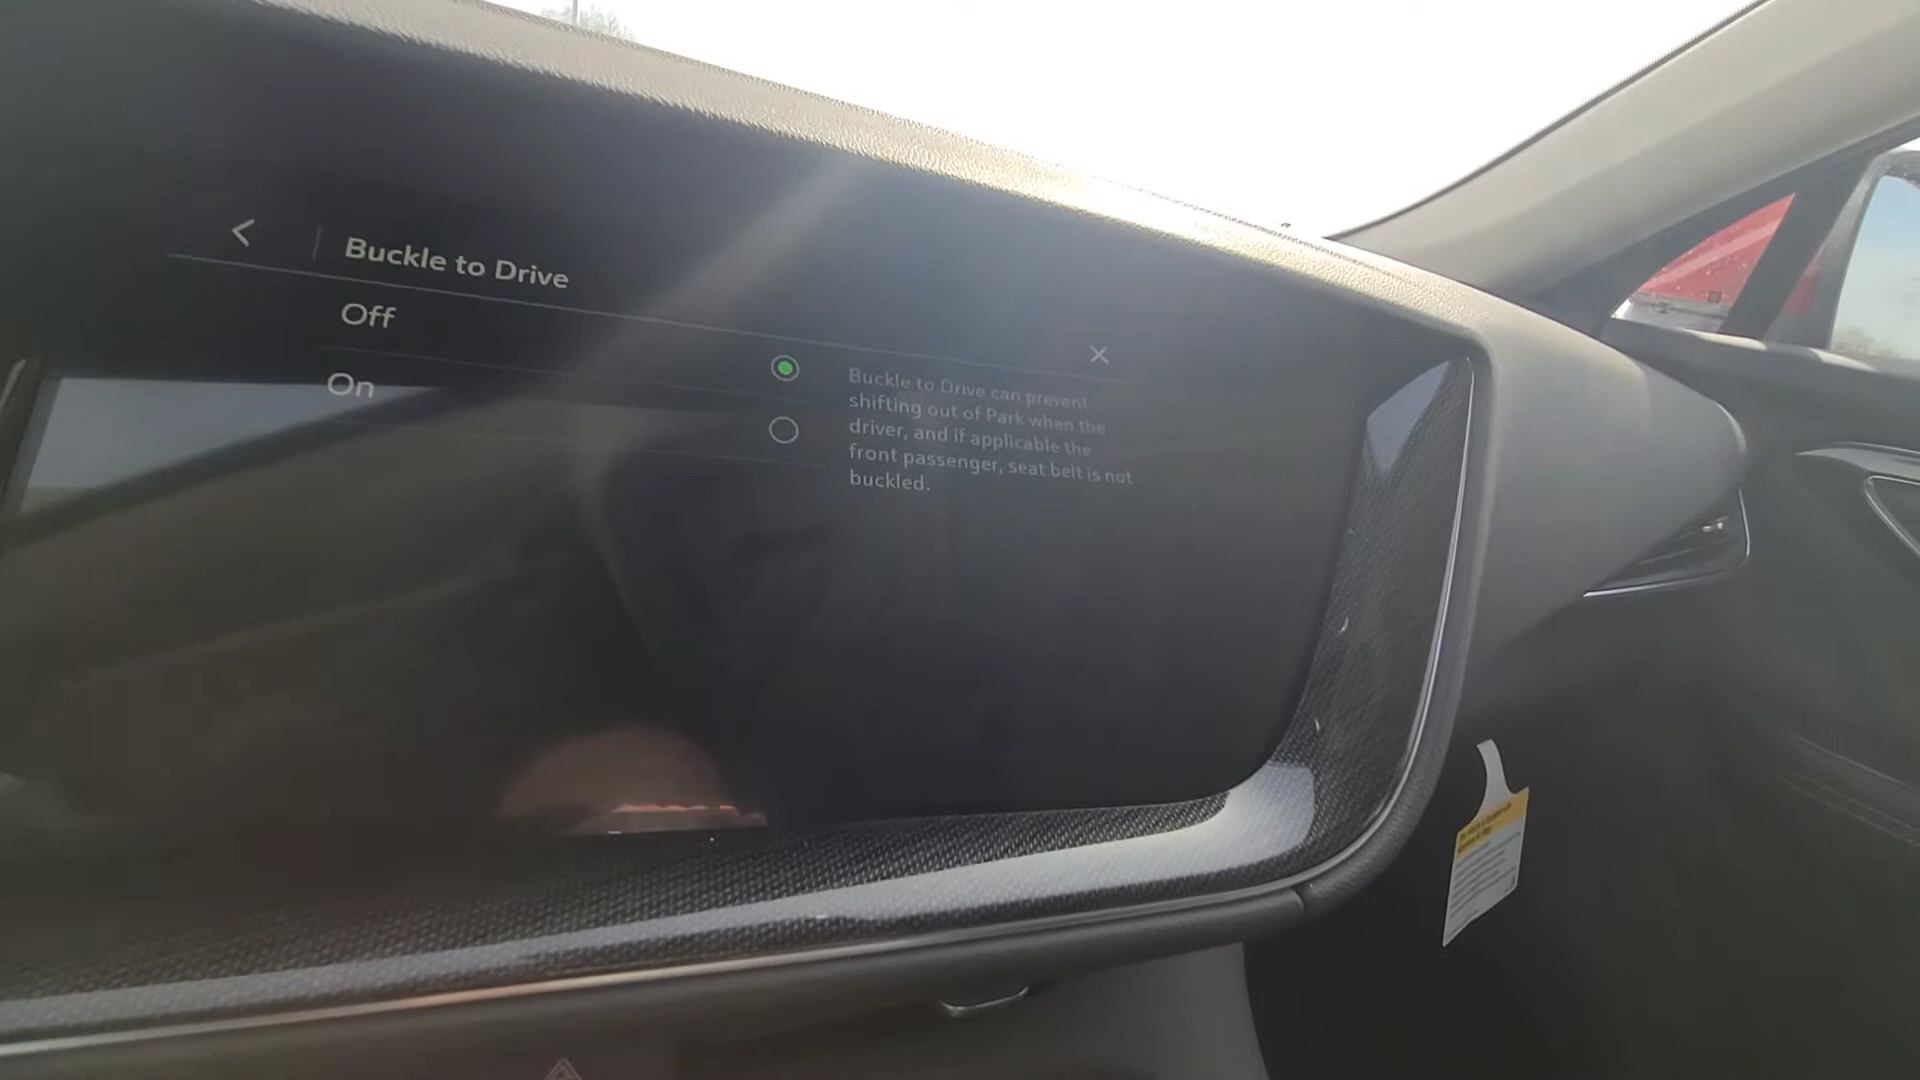 Buckle to Drive
Off
On
Buckle to Drive can prevent
shifting out of Park when the
driver, and if applicable the
front passenger, seat belt is not
buckled.